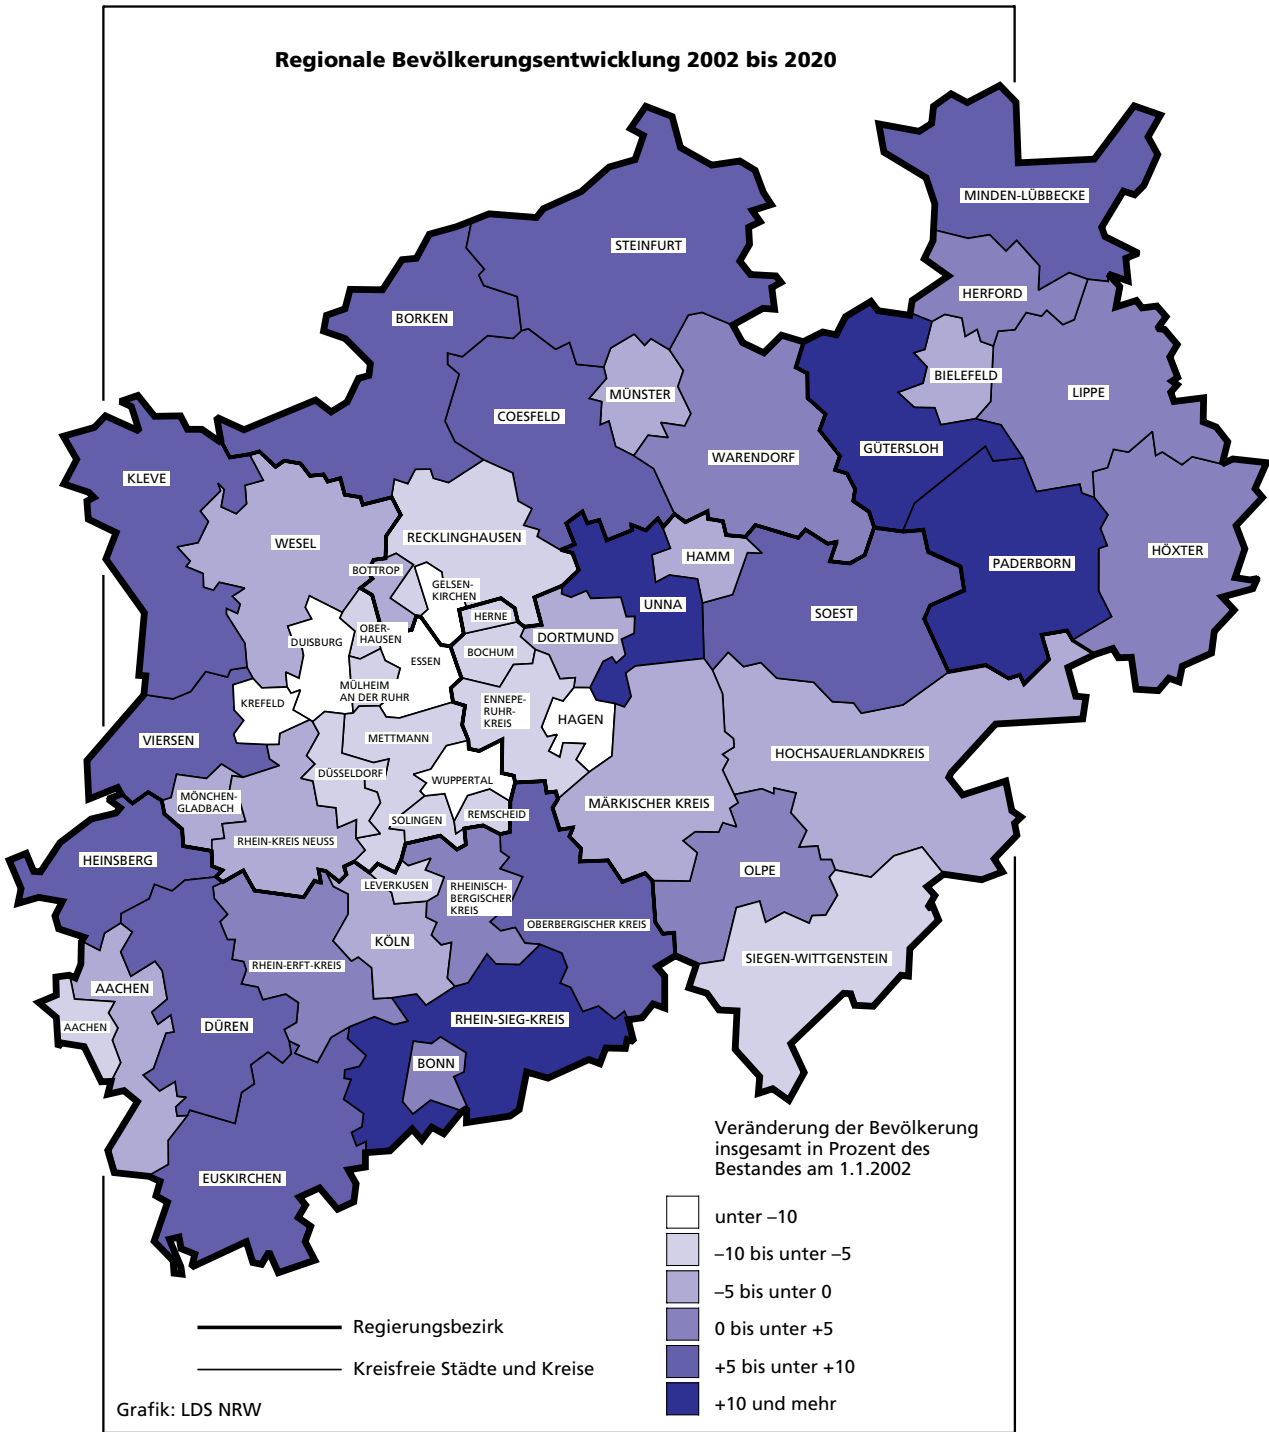 Regionale Bevölkerungsentwicklung 2002 bis 2020
MINDEN-LÜBBECKE
STEINFURT
HERFORD
BORKEN
BIELEFELD
LIPPE
MÜNSTER
COESFELD
GÜTERSLOH
WARENDORF
KLEVE
RECKLINGHAUSEN
WESEL
HAMM
HÖXTER
PADERBORN
BOTTROP
GELSEN-
KIRCHEN
UNNA
SOEST
HERNE
OBER-
HAUSEN
DORTMUND
DUISBURG
BOCHUM
ESSEN
MÜLHEIM
AN DER RUHR
KREFELD
ENNEPE-
RUHR-
KREIS
HAGEN
VIERSEN
METTMANN
HOCHSAUERLANDKREIS
DÜSSELDORF
WUPPERTAL
MÖNCHEN-
GLADBACH
MÄRKISCHER KREIS
REMSCHEID
SOLINGEN
RHEIN-KREIS NEUSS
HEINSBERG
OLPE
LEVERKUSEN
RHEINISCH-
BERGISCHER
KREIS
OBERBERGISCHER KREIS
KÖLN
SIEGEN-WITTGENSTEIN
RHEIN-ERFT-KREIS
AACHEN
RHEIN-SIEG-KREIS
AACHEN
DÜREN
BONN
EUSKIRCHEN
Veränderung der Bevölkerung
insgesamt in Prozent des
Bestandes am 1.1.2002
unter –10
–10 bis unter –5
–5 bis unter 0
0 bis unter +5
+5 bis unter +10
+10 und mehr
Regierungsbezirk
Kreisfreie Städte und Kreise
Grafik: LDS NRW